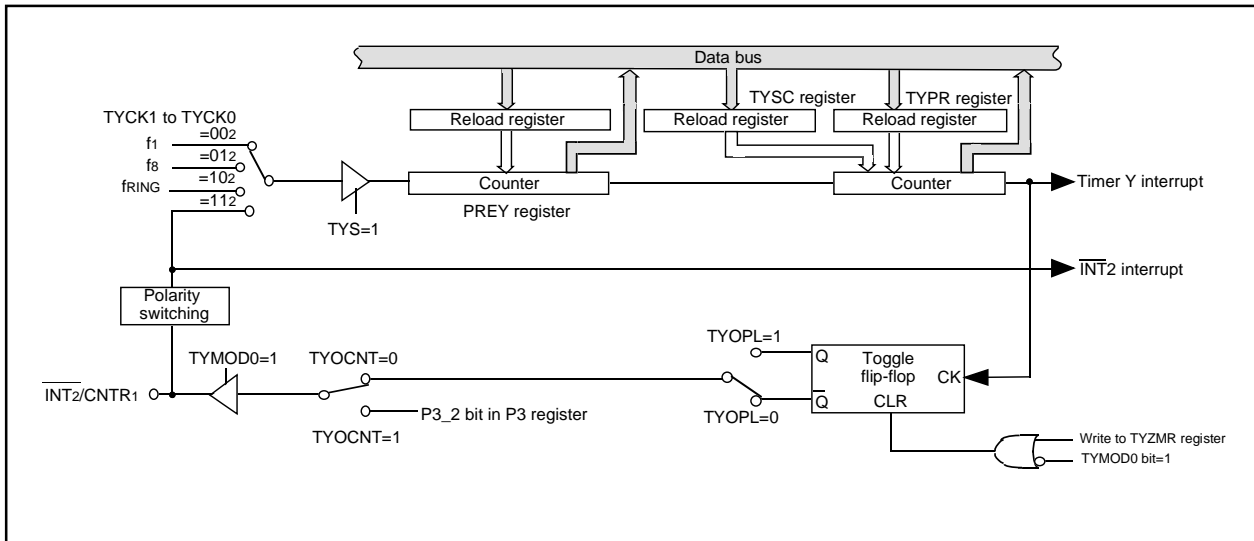 Data bus
TYSC register
TYPR register
TYCK1 to TYCK0
Reload register
Reload register
Reload register
=002
f1
=012
f8
=102
fRING
=112
Counter
Counter
Timer Y interrupt
PREY register
TYS=1
INT2 interrupt
Polarity
switching
TYMOD0=1
TYOCNT=0
TYOPL=1
Q
Toggle
flip-flop
CK
INT2/CNTR1
Q
CLR
P3_2 bit in P3 register
TYOPL=0
TYOCNT=1
Write to TYZMR register
TYMOD0 bit=1